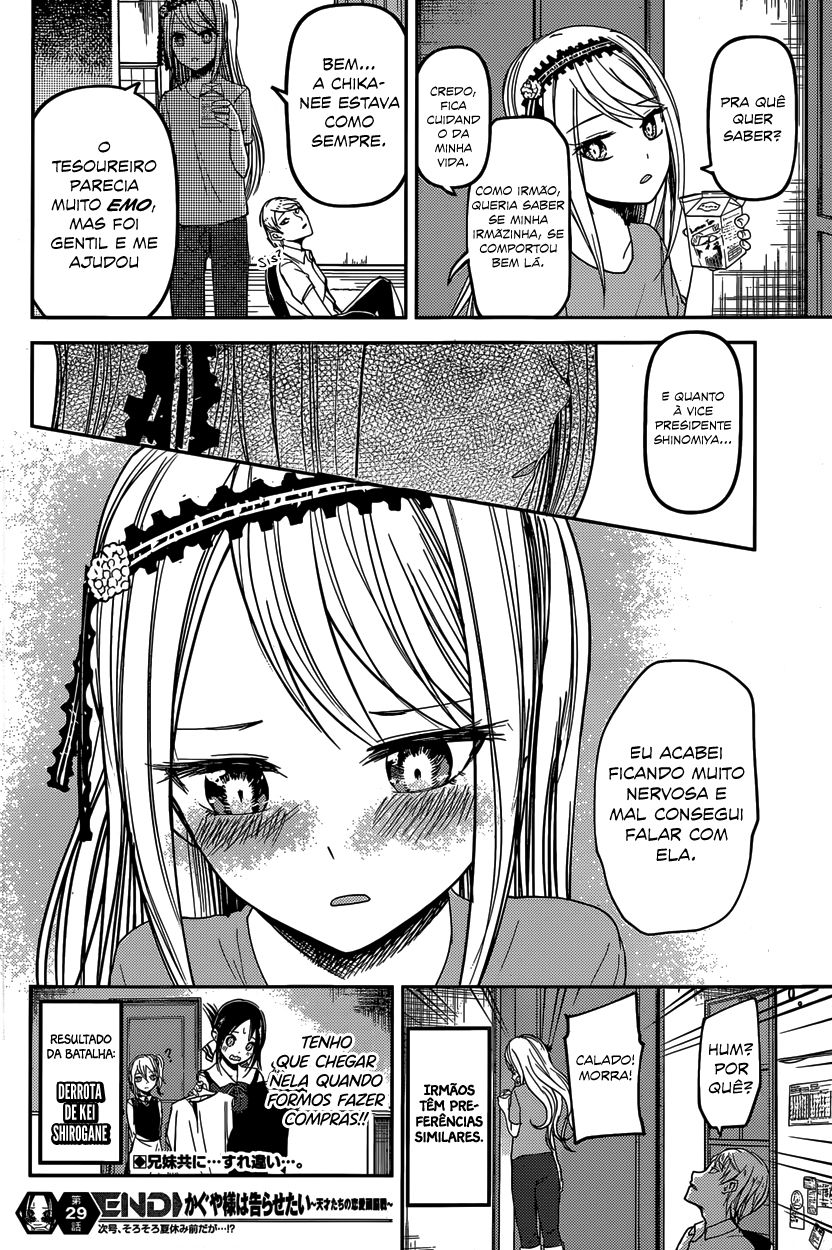 PRA QUÊ
QUER
SABER?
CREDO;
FICA
CUIDAND
O DA
MINHA
VIDA.
COMO IRMÃO,
QUERIA SABER
SE MINHA
IRMÃZINHA, SE
COMPORTOU
BEM LÁ.
BEM...
A CHIKA-
NEE ESTAVA
COMO
SEMPRE.
O
TESOUREIRO
PARECIA
MUITO EMO;
MAS FOI
GENTIL E ME
AJUDOU
E QUANTO
À VICE
PRESIDENTE
SHINOMIYA...
EU ACABEI
FICANDO MUITO
NERVOSA E
MAL CONSEGUI
FALAR COM
ELA.
HUM?
POR
QUÊ?
CALADO!
MORRA!
IRMÃOS
TÊM PRE-
FERÊNCIAS
SIMILARES.
TENHO
QUE CHEGAR
NELA QUANDO
FORMOS FAZER
COMPRAS!!
?
RESULTADO
DA BATALHA:
DERROTA
DE KEI
SHIROGANE
兄妹共に…すれ違い…。
第29話
END かぐや様は告らせたい~天才たちの恋愛頭脳戦~
次号、そろそろ夏休み前だが…!?